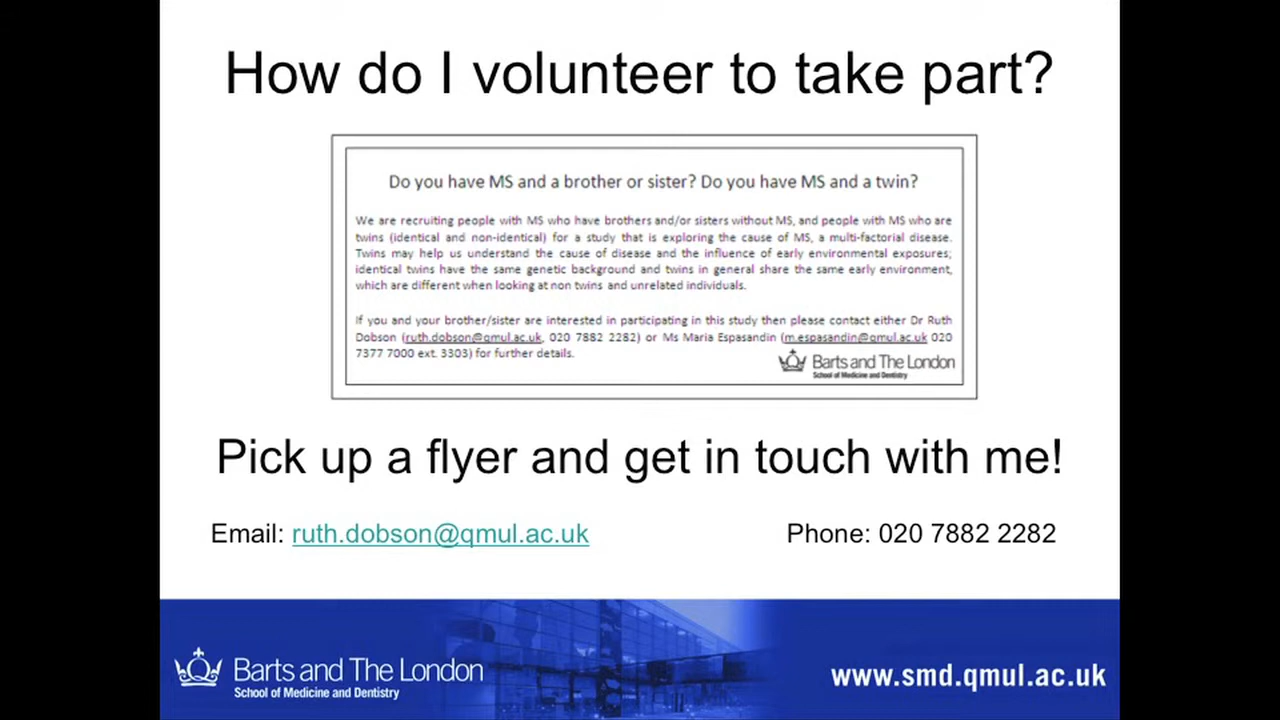 How do I volunteer to take part?
Do you have MS and a brother or sister? Do you have MS and a twin?
We are recruiting people with MS who have brothers and/or sisters without MS, and people with MS who are
twins (identical and non-identical) for a study that is exploring the cause of MS, a multi-factorial disease.
Twins may help us understand the cause of disease and the influence of early environmental exposures;
identical twins have the same genetic background and twins in general share the same early environment,
which are different when looking at non twins and unrelated individuals.
If you and your brother/sister are interested in participating in this study then please contact either Dr Ruth
Dobson (ruth.dobson@qmul.ac.uk, 020 7882 2282) or Ms Maria Espasandin (m.espasandin@qmul.ac.uk 020
7377 7000 ext. 3303) for further details.
Barts and The London
School of Medicine and Dentistry
Pick up a flyer and get in touch with me!
Email: ruth.dobson@qmul.ac.uk Phone: 020 7882 2282
Barts and The London
School of Medicine and Dentistry
www.smd.qmul.ac.uk